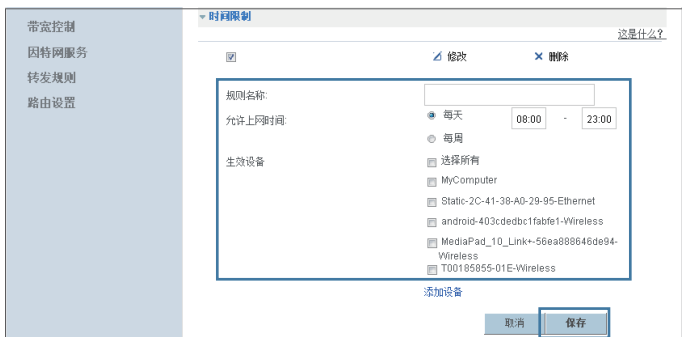 带宽控制
因特网服务
转发规则
路由设置
时间限制
这是什么?
修改 删除
规则名称:
允许上网时间: 每天 08:00 - 23:00
每周
生效设备 选择所有
MyComputer
Static-2C-41-38-A0-29-95-Ethernet
android-403cdedbc1fabfe1-Wireless
MediaPad_10_Link+-56ea888646de94-
Wireless
T00185855-01E-Wireless
添加设备
取消 保存